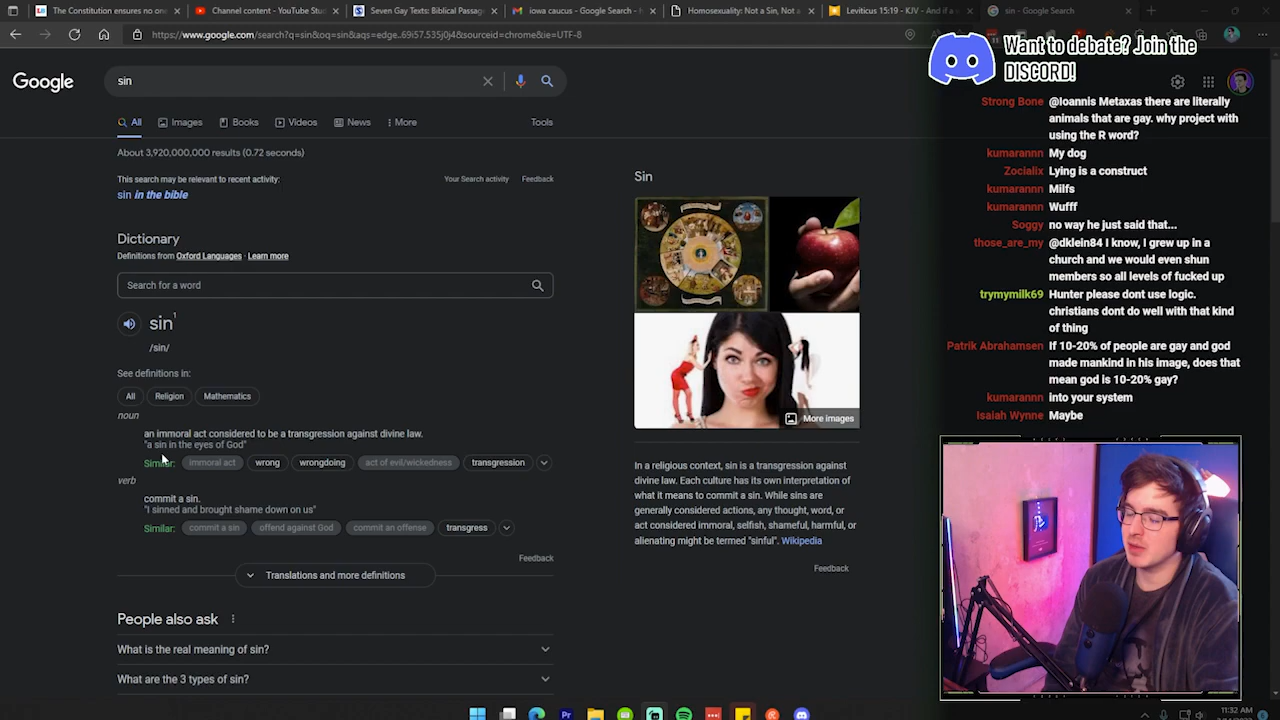 The Constitution ensures no one
Channel content - YouTube Stud
Seven Gay Texts: Biblical Passage
iowa caucus - Google Search -
Homosexuality: Not a Sin, Not
Leviticus 15:19 - KJV - And if a
sin - Google Search
https://www.google.com/search?q=sin&oq=sin&aqs=edge..69i57.535j0j4&sourceid=chrome&ie=UTF-8
Want to debate? Join the
DISCORD!
Google
sin
All
Images
Books
Videos
News
More
Tools
About 3,920,000,000 results (0.72 seconds)
This search may be relevant to recent activity:
Your Search activity
Feedback
sin in the bible
Dictionary
Definitions from Oxford Languages · Learn more
Search for a word
sin1
/sin/
See definitions in:
All
Religion
Mathematics
noun
an immoral act considered to be a transgression against divine law.
"a sin in the eyes of God"
Similar:
immoral act
wrong
wrongdoing
act of evil/wickedness
transgression
verb
commit a sin.
"I sinned and brought shame down on us"
Similar:
commit a sin
offend against God
commit an offense
transgress
Feedback
Translations and more definitions
People also ask
What is the real meaning of sin?
What are the 3 types of sin?
Sin
More images
In a religious context, sin is a transgression against
divine law. Each culture has its own interpretation of
what it means to commit a sin. While sins are
generally considered actions, any thought, word, or
act considered immoral, selfish, shameful, harmful, or
alienating might be termed "sinful". Wikipedia
Feedback
Strong Bone @Ioannis Metaxas there are literally
animals that are gay. why project with
using the R word?
kumarannn My dog
Zocialix Lying is a construct
kumarannn Milfs
kumarannn Wufff
Soggy no way he just said that...
those_are_my @dklein84 I know, I grew up in a
church and we would even shun
members so all levels of fucked up
trymymilk69 Hunter please dont use logic.
christians dont do well with that kind
of thing
Patrik Abrahamsen If 10-20% of people are gay and god
made mankind in his image, does that
mean god is 10-20% gay?
kumarannn into your system
Isaiah Wynne Maybe
11:32 AM